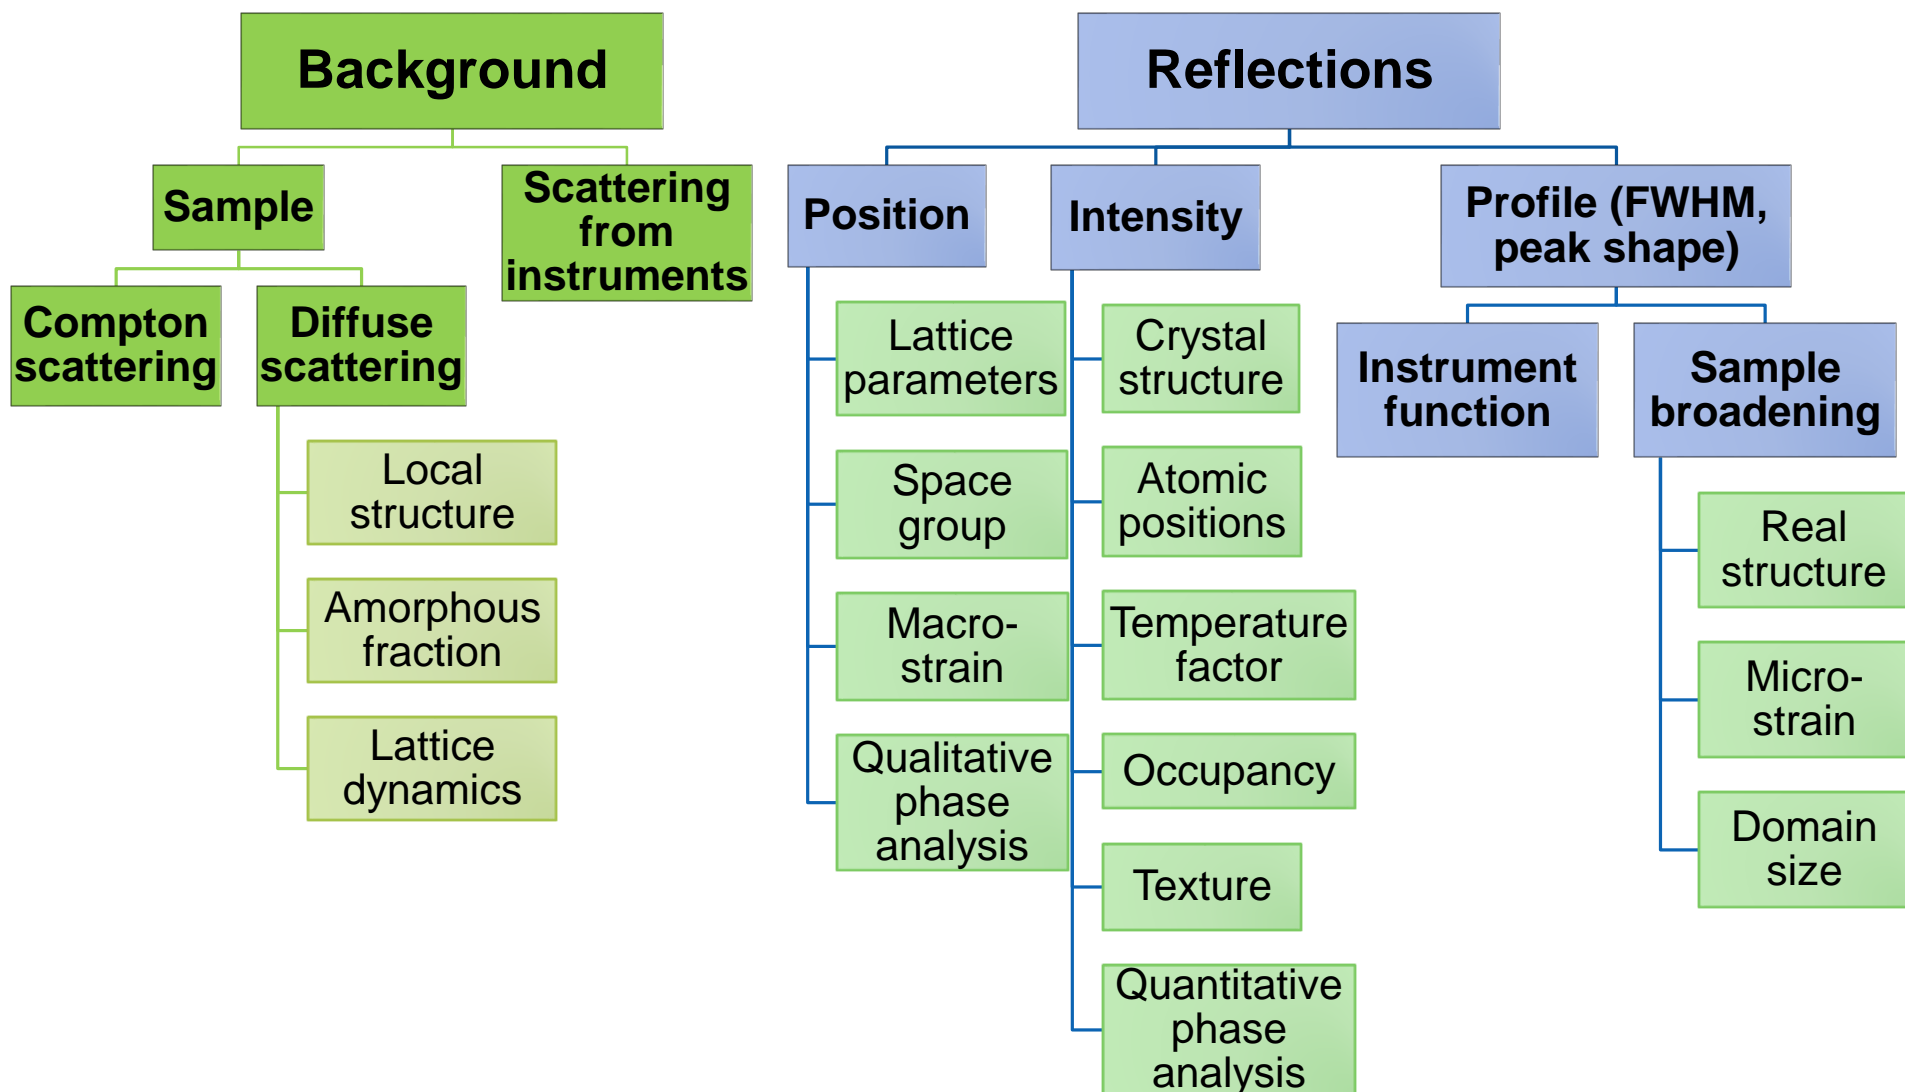 Background
Sample
Scattering
from
instruments
Compton
scattering
Diffuse
scattering
Local
structure
Amorphous
fraction
Lattice
dynamics
Reflections
Position
Lattice
parameters
Space
group
Macro-
strain
Qualitative
phase
analysis
Intensity
Crystal
structure
Atomic
positions
Temperature
factor
Occupancy
Texture
Quantitative
phase
analysis
Profile (FWHM,
peak shape)
Instrument
function
Sample
broadening
Real
structure
Micro-
strain
Domain
size